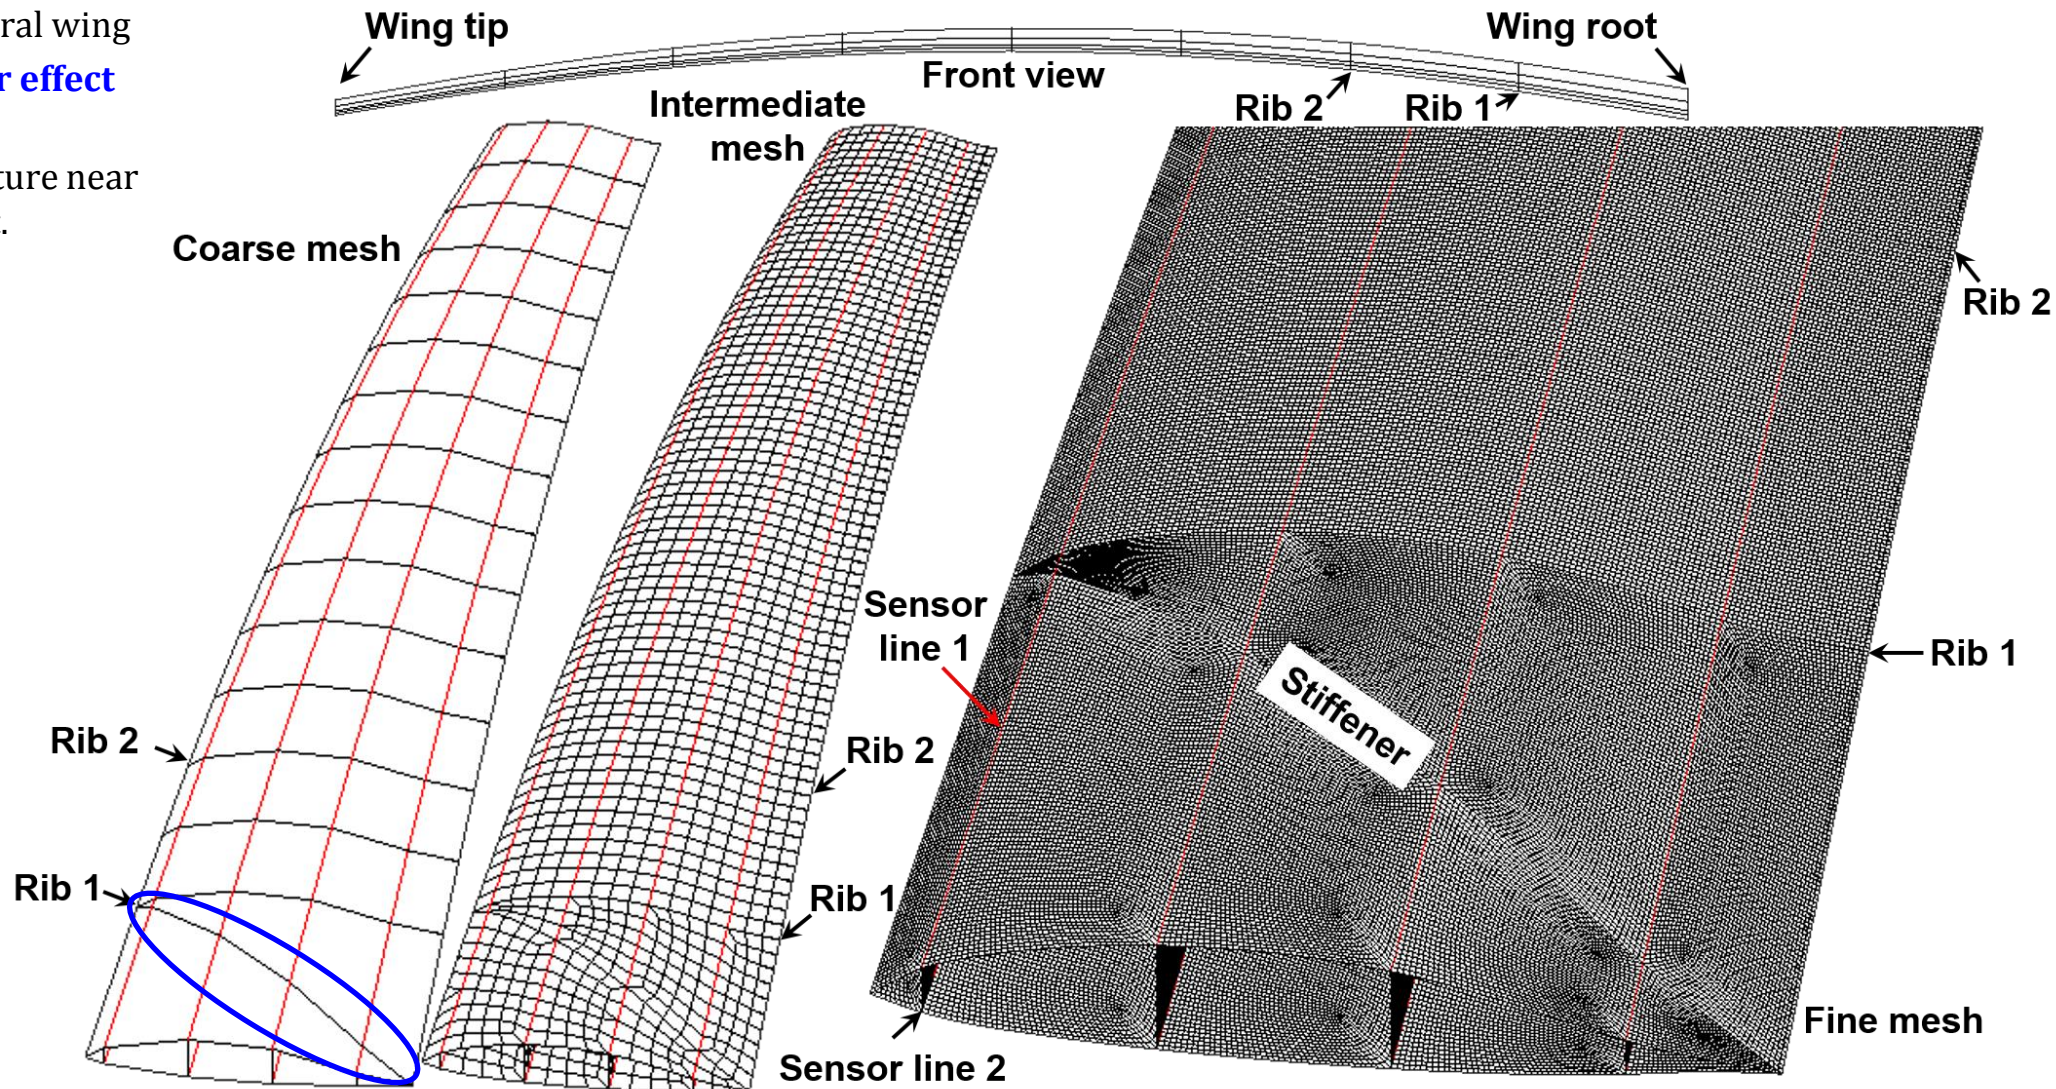 ral wing
r effect
ture near
Wing tip
Wing root
Front view
Rib 2
Rib 1
Intermediate
mesh
Coarse mesh
Rib 2
Sensor
line 1
Rib 1
Stiffener
Rib 2
Rib 2
Rib 1
Rib 1
Fine mesh
Sensor line 2